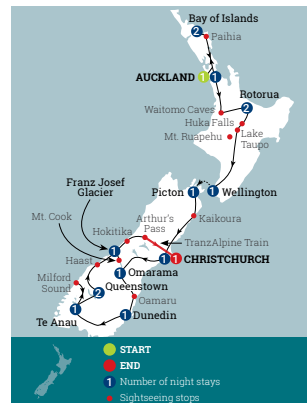 Bay of Islands
2
Paihia
AUCKLAND
1
1
Rotorua
2
Waitomo Caves
Huka Falls
Mt. Ruapehu
Lake
Taupo
Franz Josef
Glacier
Picton
1
1
Wellington
Mt. Cook
Arthur's
Pass
Kaikoura
Hokitika
TranzAlpine Train
1
1
1
CHRISTCHURCH
Haast
1
Omarama
Milford
Sound
2
Queenstown
Oamaru
1
1
Te Anau
Dunedin
START
END
1
Number of night stays
Sightseeing stops